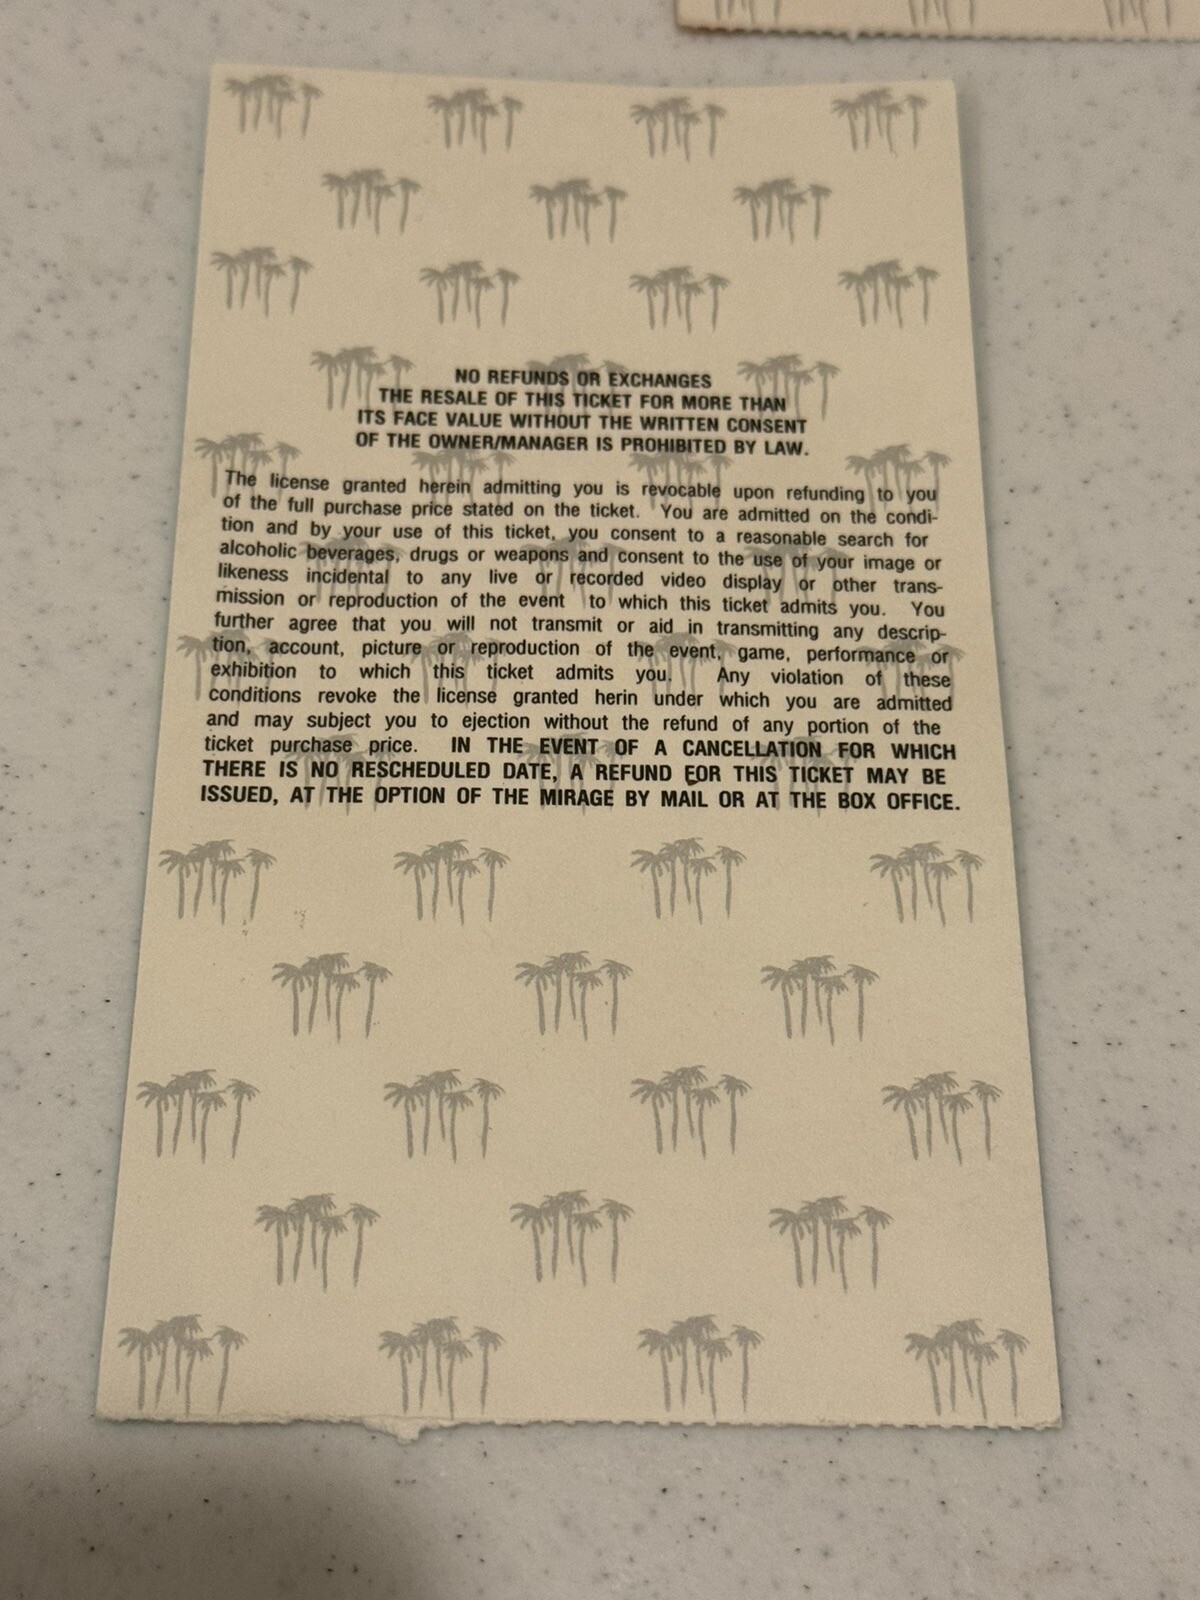 NO REFUNDS OR EXCHANGES
THE RESALE OF THIS TICKET FOR MORE THAN
ITS FACE VALUE WITHOUT THE WRITTEN CONSENT
OF THE OWNER/MANAGER IS PROHIBITED BY LAW.
The license granted herein admitting you is revocable upon refunding to you
of the full purchase price stated on the ticket. You are admitted on the condi-
tion and by your use of this ticket, you consent to a reasonable search for
alcoholic beverages, drugs or weapons and consent to the use of your image or
likeness incidental to any live or recorded video display or other trans-
mission or reproduction of the event to which this ticket admits you. You
further agree that you will not transmit or aid in transmitting any descrip-
tion, account, picture or reproduction of the event, game, performance or
exhibition to which this ticket admits you. Any violation of these
conditions revoke the license granted herin under which you are admitted
and may subject you to ejection without the refund of any portion of the
ticket purchase price. IN THE EVENT OF A CANCELLATION FOR WHICH
THERE IS NO RESCHEDULED DATE, A REFUND FOR THIS TICKET MAY BE
ISSUED, AT THE OPTION OF THE MIRAGE BY MAIL OR AT THE BOX OFFICE.